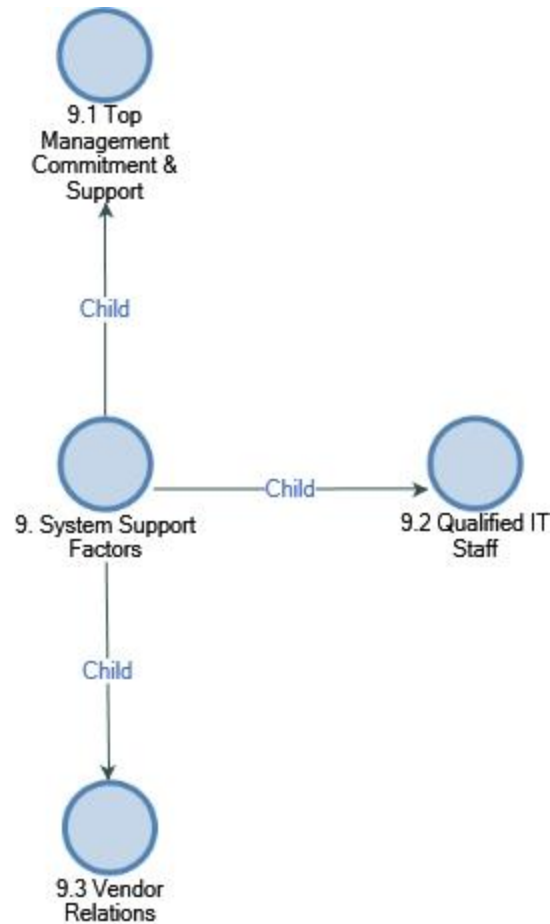 9.1 Top
Management
Commitment &
Support
Child
9. System Support
Factors
Child
9.2 Qualified IT
Staff
Child
9.3 Vendor
Relations